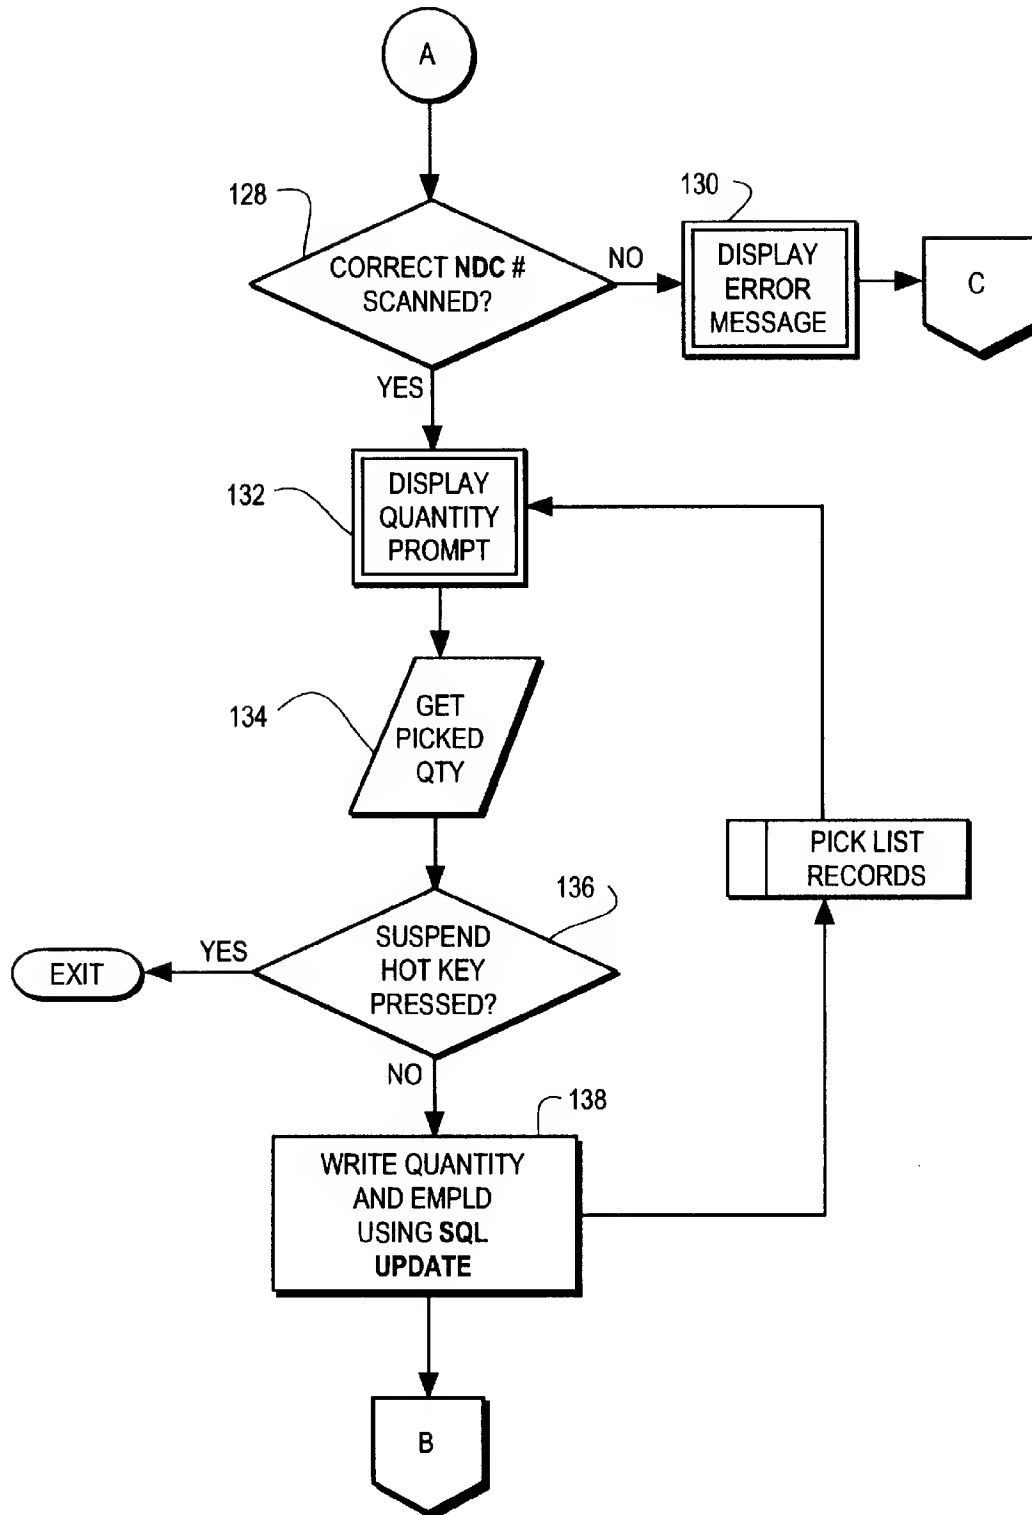 A
128
CORRECT NDC #
SCANNED?
NO
130
DISPLAY
ERROR
MESSAGE
C
YES
132
DISPLAY
QUANTITY
PROMPT
134
GET
PICKED
QTY
PICK LIST
RECORDS
136
SUSPEND
HOT KEY
PRESSED?
YES
EXIT
NO
138
WRITE QUANTITY
AND EMPLD
USING SQL
UPDATE
B